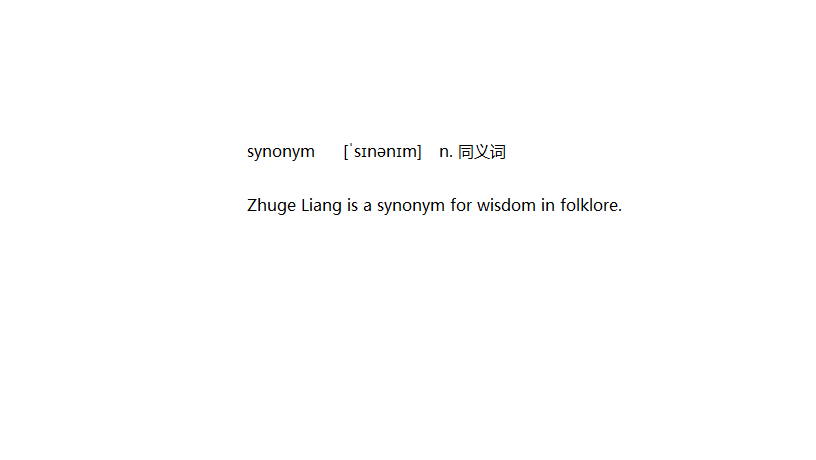 synonym [ˈsɪnənɪm] n. 同义词
Zhuge Liang is a synonym for wisdom in folklore.